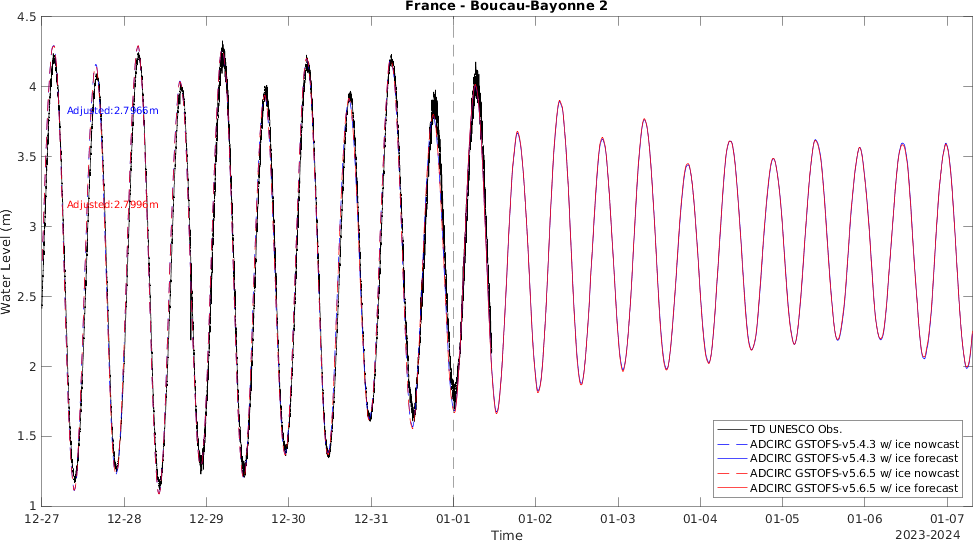 France - Boucau-Bayonne 2
4.5
4
3.5
3
2.5
2
1.5
1
Water Level (m)
Adjusted:2.7966m
Adjusted:2.7996m
TD UNESCO Obs.
ADCIRC GSTOFS-v5.4.3 w/ ice nowcast
ADCIRC GSTOFS-v5.4.3 w/ ice forecast
ADCIRC GSTOFS-v5.6.5 w/ ice nowcast
ADCIRC GSTOFS-v5.6.5 w/ ice forecast
12-27 12-28 12-29 12-30 12-31 01-01 01-02 01-03 01-04 01-05 01-06 01-07
Time
2023-2024